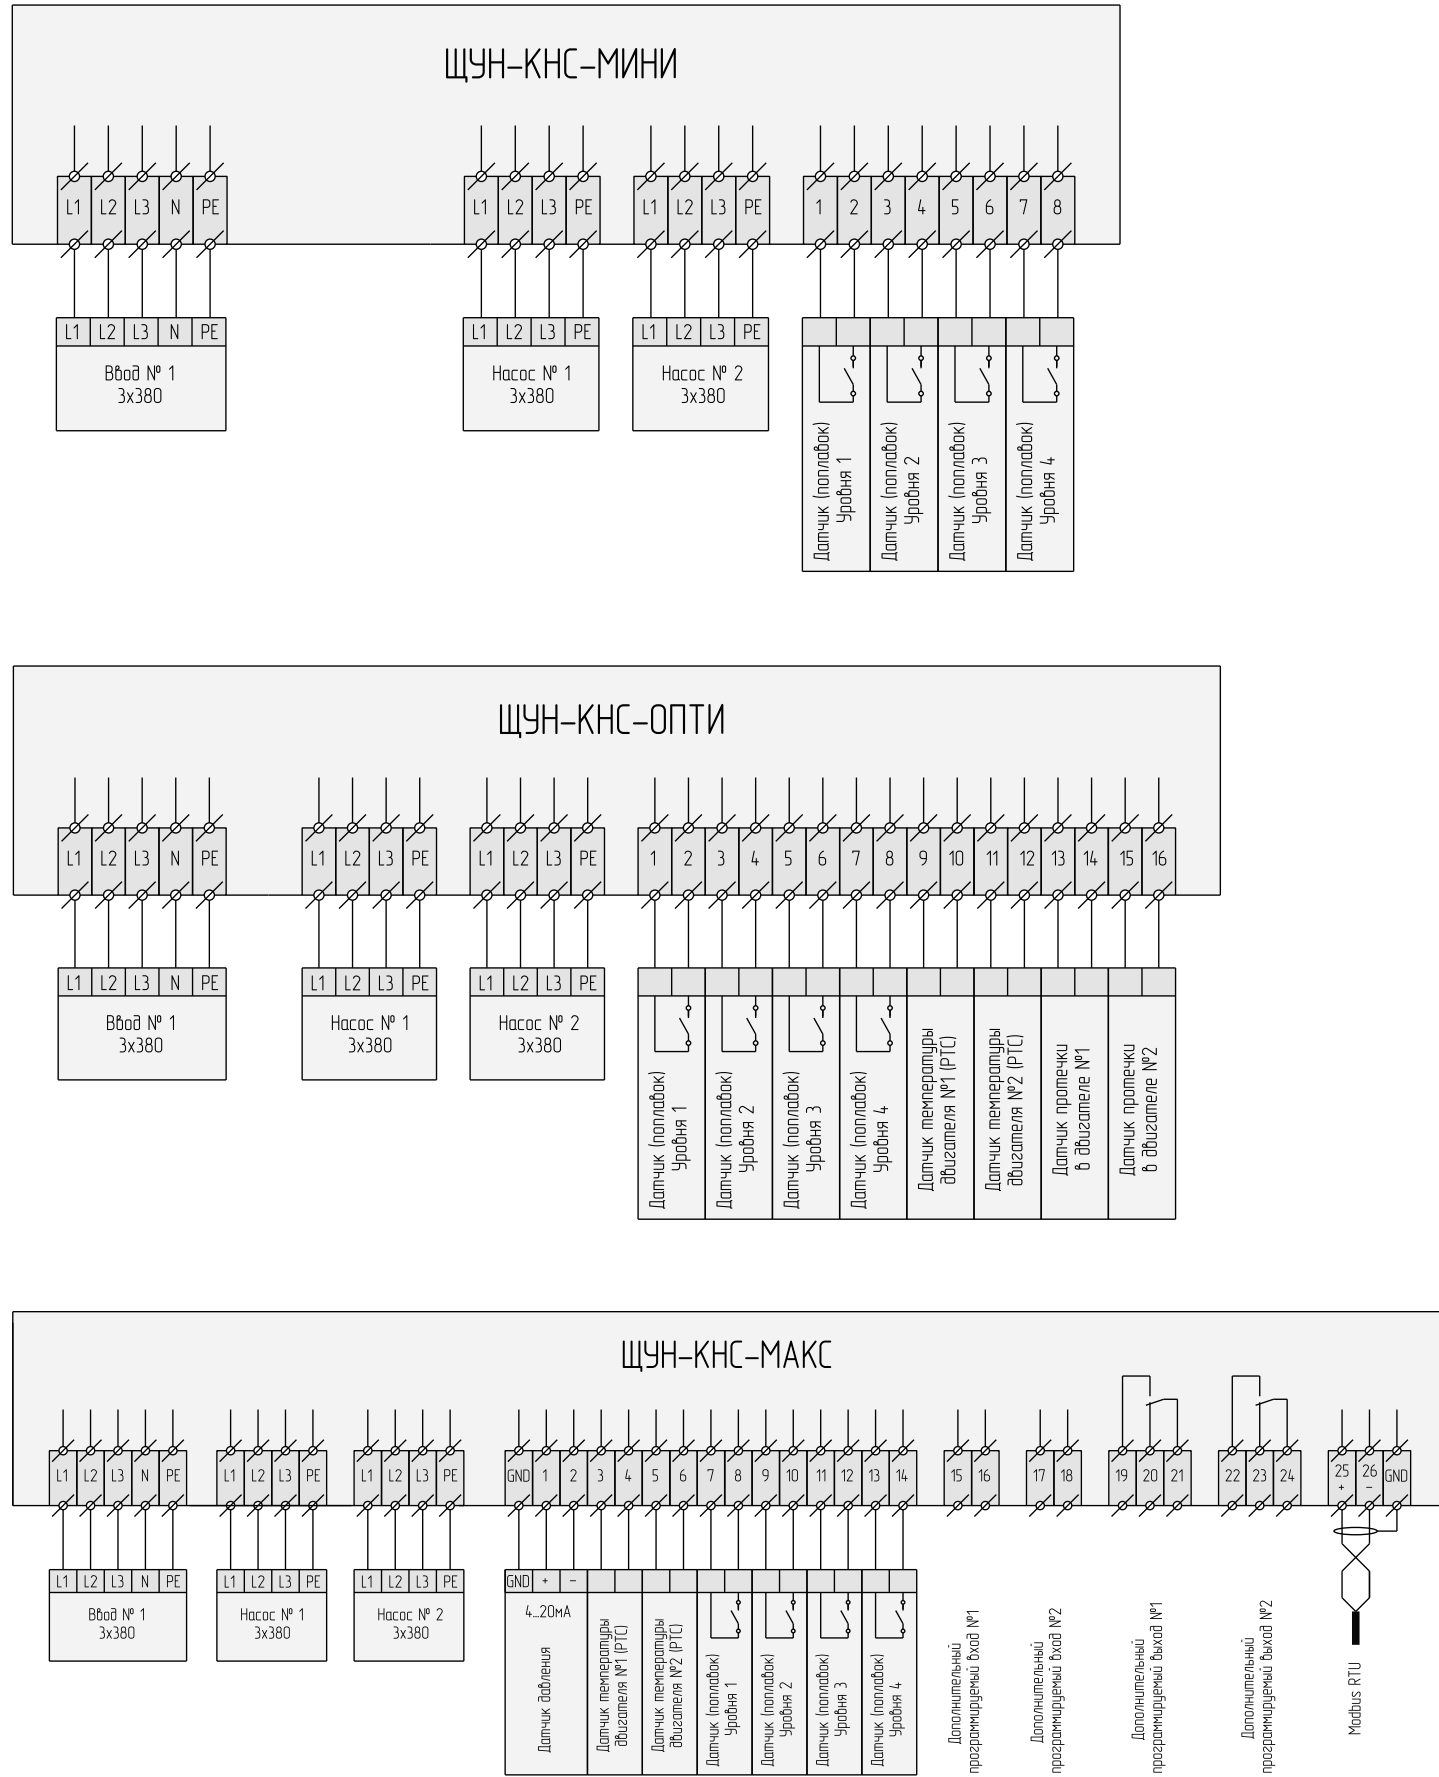 ЩУН-КНС-МИНИ
L1 L2 L3 N PE L1 L2 L3 PE L1 L2 L3 PE 1 2 3 4 5 6 7 8
L1 L2 L3 N PE L1 L2 L3 PE L1 L2 L3 PE
Ввод № 1
3х380
Насос № 1
3х380
Насос № 2
3х380
Датчик (поплавок)
Уровня 1
Датчик (поплавок)
Уровня 2
Датчик (поплавок)
Уровня 3
Датчик (поплавок)
Уровня 4
ЩУН-КНС-ОПТИ
L1 L2 L3 N PE L1 L2 L3 PE L1 L2 L3 PE 1 2 3 4 5 6 7 8 9 10 11 12 13 14 15 16
L1 L2 L3 N PE L1 L2 L3 PE L1 L2 L3 PE
Ввод № 1
3х380
Насос № 1
3х380
Насос № 2
3х380
Датчик (поплавок)
Уровня 1
Датчик (поплавок)
Уровня 2
Датчик (поплавок)
Уровня 3
Датчик (поплавок)
Уровня 4
Датчик температуры
двигателя №1 (PTC)
Датчик температуры
двигателя №2 (PTC)
Датчик протечки
в двигателе №1
Датчик протечки
в двигателе №2
ЩУН-КНС-МАКС
L1 L2 L3 N PE L1 L2 L3 PE L1 L2 L3 PE GND 1 2 3 4 5 6 7 8 9 10 11 12 13 14 15 16 17 18 19 20 21 22 23 24 25 26 GND
+ -
L1 L2 L3 N PE L1 L2 L3 PE L1 L2 L3 PE GND + -
Ввод № 1
3х380
Насос № 1
3х380
Насос № 2
3х380
4...20мА
Датчик давления
Датчик температуры
двигателя №1 (PTC)
Датчик температуры
двигателя №2 (PTC)
Датчик (поплавок)
Уровня 1
Датчик (поплавок)
Уровня 2
Датчик (поплавок)
Уровня 3
Датчик (поплавок)
Уровня 4
Дополнительный
программируемый вход №1
Дополнительный
программируемый вход №2
Дополнительный
программируемый выход №1
Дополнительный
программируемый выход №2
Modbus RTU